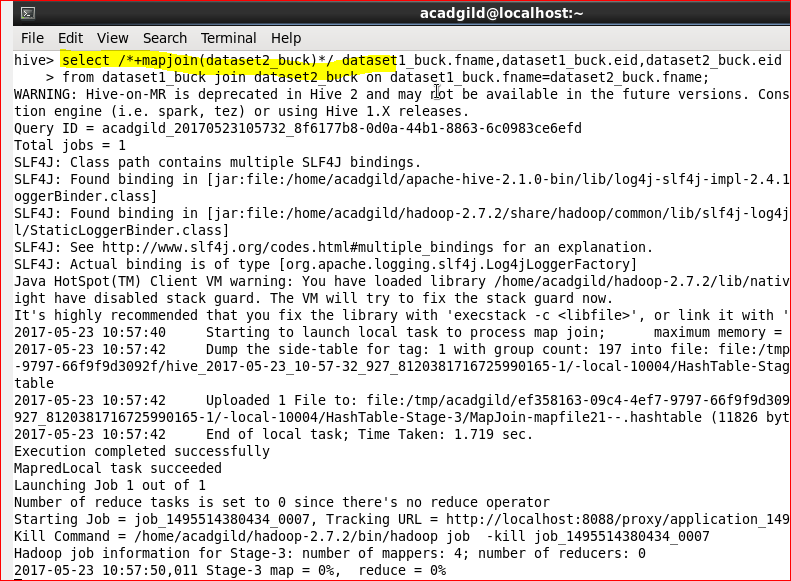 acadgild@localhost:~
File Edit View Search Terminal Help
hive> select /*+mapjoin(dataset2_buck)*/ dataset1_buck.fname,dataset1_buck.eid,dataset2_buck.eid
    > from dataset1_buck join dataset2_buck on dataset1_buck.fname=dataset2_buck.fname;
WARNING: Hive-on-MR is deprecated in Hive 2 and may not be available in the future versions. Cons
tion engine (i.e. spark, tez) or using Hive 1.X releases.
Query ID = acadgild_20170523105732_8f6177b8-0d0a-44b1-8863-6c0983ce6efd
Total jobs = 1
SLF4J: Class path contains multiple SLF4J bindings.
SLF4J: Found binding in [jar:file:/home/acadgild/apache-hive-2.1.0-bin/lib/log4j-slf4j-impl-2.4.1
oggerBinder.class]
SLF4J: Found binding in [jar:file:/home/acadgild/hadoop-2.7.2/share/hadoop/common/lib/slf4j-log4j
l/StaticLoggerBinder.class]
SLF4J: See http://www.slf4j.org/codes.html#multiple_bindings for an explanation.
SLF4J: Actual binding is of type [org.apache.logging.slf4j.Log4jLoggerFactory]
Java HotSpot(TM) Client VM warning: You have loaded library /home/acadgild/hadoop-2.7.2/lib/nativ
ight have disabled stack guard. The VM will try to fix the stack guard now.
It's highly recommended that you fix the library with 'execstack -c <libfile>', or link it with '
2017-05-23 10:57:40     Starting to launch local task to process map join;      maximum memory =
2017-05-23 10:57:42     Dump the side-table for tag: 1 with group count: 197 into file: file:/tmp
-9797-66f9f9d3092f/hive_2017-05-23_10-57-32_927_8120381716725990165-1/-local-10004/HashTable-Stag
table
2017-05-23 10:57:42     Uploaded 1 File to: file:/tmp/acadgild/ef358163-09c4-4ef7-9797-66f9f9d309
927_8120381716725990165-1/-local-10004/HashTable-Stage-3/MapJoin-mapfile21--.hashtable (11826 byt
2017-05-23 10:57:42     End of local task; Time Taken: 1.719 sec.
Execution completed successfully
MapredLocal task succeeded
Launching Job 1 out of 1
Number of reduce tasks is set to 0 since there's no reduce operator
Starting Job = job_1495514380434_0007, Tracking URL = http://localhost:8088/proxy/application_149
Kill Command = /home/acadgild/hadoop-2.7.2/bin/hadoop job  -kill job_1495514380434_0007
Hadoop job information for Stage-3: number of mappers: 4; number of reducers: 0
2017-05-23 10:57:50,011 Stage-3 map = 0%,  reduce = 0%